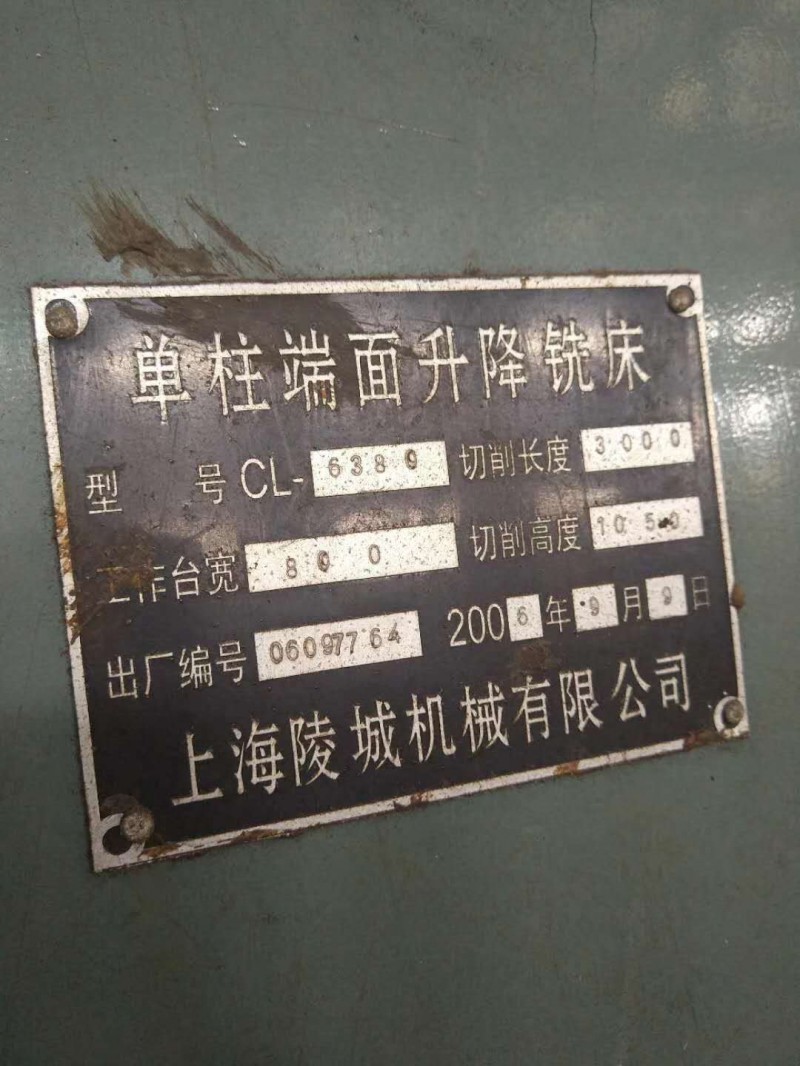 单柱端面升降铣床
型 号 CL-6380 切削长度 3000
工作台宽 800 切削高度 1050
出厂编号 06097764 2006年9月9日
上海陵城机械有限公司